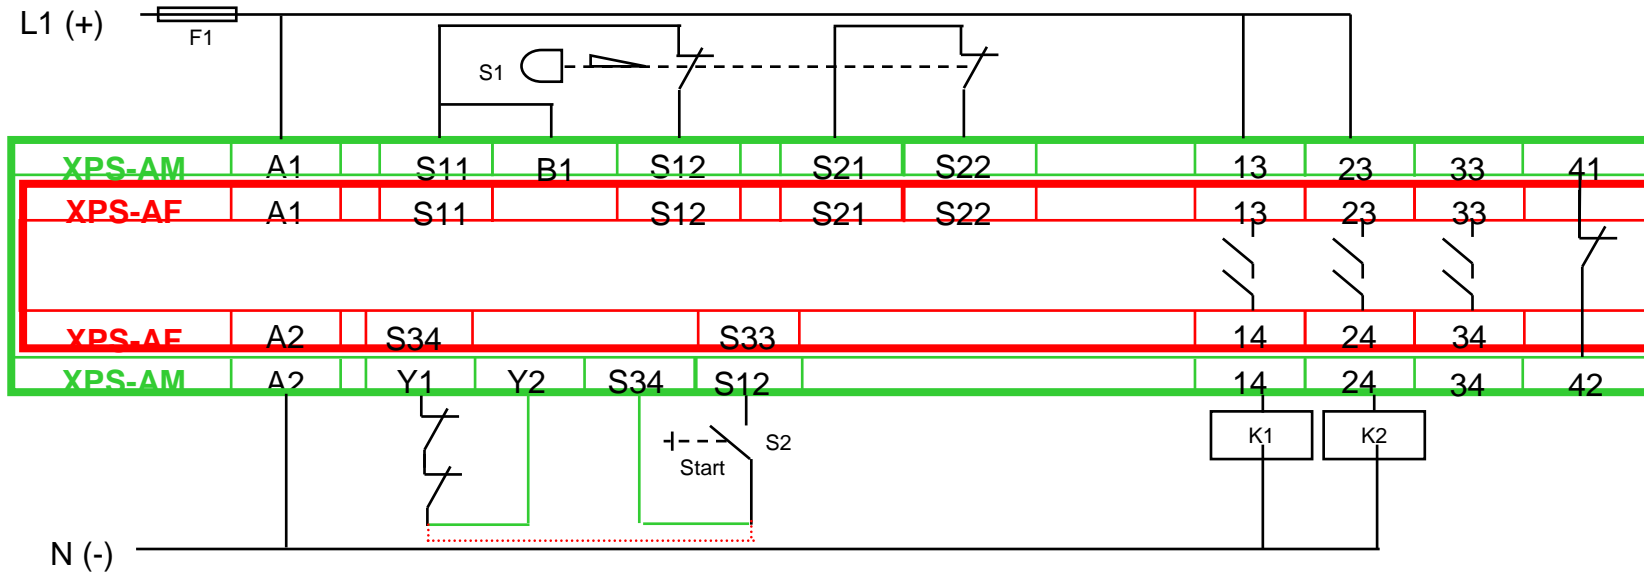 L1 (+)
F1
S1
XPS-AM A1 S11 B1 S12 S21 S22 13 23 33 41
XPS-AF A1 S11 S12 S21 S22 13 23 33
XPS-AF A2 S34 S33 14 24 34
XPS-AM A2 Y1 Y2 S34 S12 14 24 34 42
K1 K2
S2
Start
N (-)